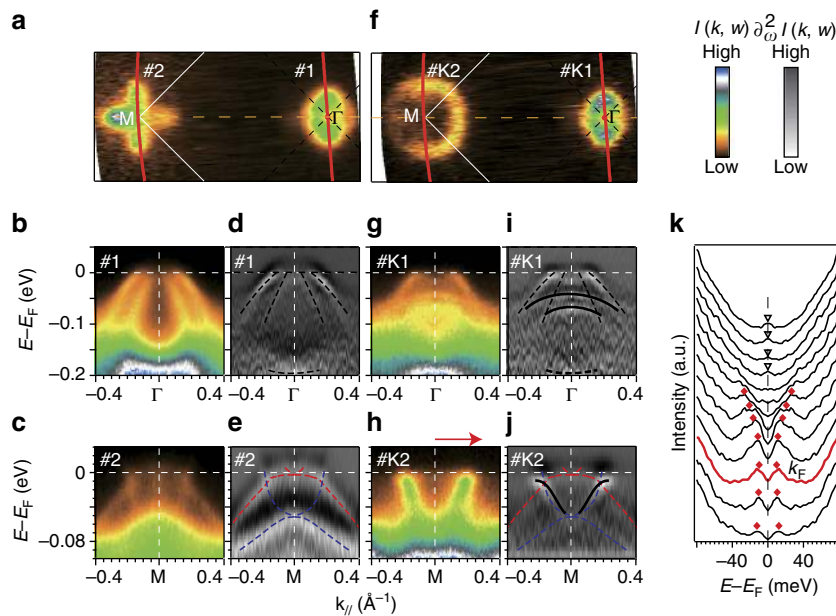 a
f
I (k, w) ∂²ω I (k, w)
High High
Low Low
#2 #1
M Γ
#K2 #K1
M Γ
b d g i k
#1 #1 #K1 #K1
E–EF (eV)
0
–0.1
–0.2
–0.4 Γ 0.4 –0.4 Γ 0.4 –0.4 Γ 0.4 –0.4 Γ 0.4
c e h j
#2 #2 #K2 #K2
E–EF (eV)
0
–0.08
–0.4 M 0.4 –0.4 M 0.4 –0.4 M 0.4 –0.4 M 0.4
k// (Å–1)
Intensity (a.u.)
kF
–40 0 40
E–EF (meV)